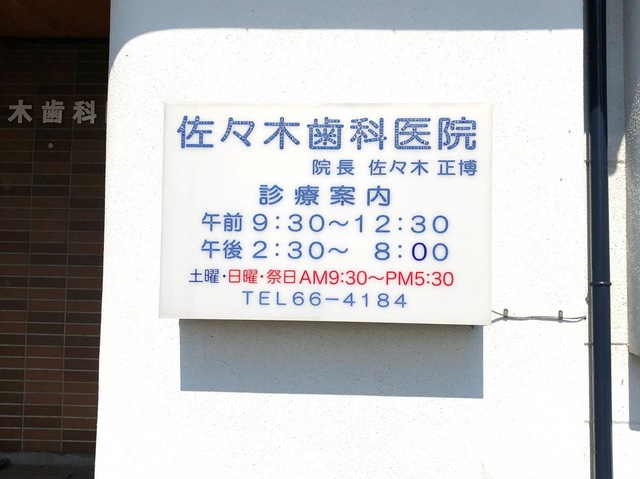 木歯科
佐々木歯科医院
院長 佐々木 正博
診療案内
午前 9:30〜12:30
午後 2:30〜 8:00
土曜・日曜・祭日AM9:30〜PM5:30
TEL66-4184